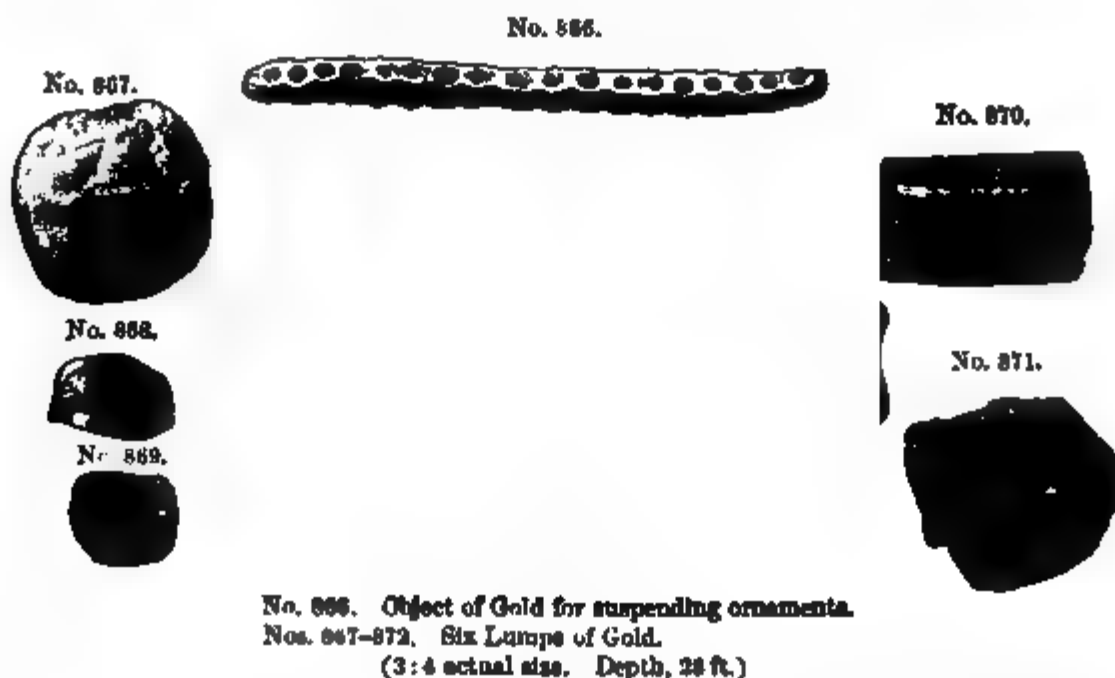 No. 866.
No. 867.
No. 870.
No. 868.
No. 871.
No 869.
No. 866. Object of Gold for suspending ornaments.
Nos. 867-872. Six Lumps of Gold.
(3:4 actual size. Depth, 28 ft.)